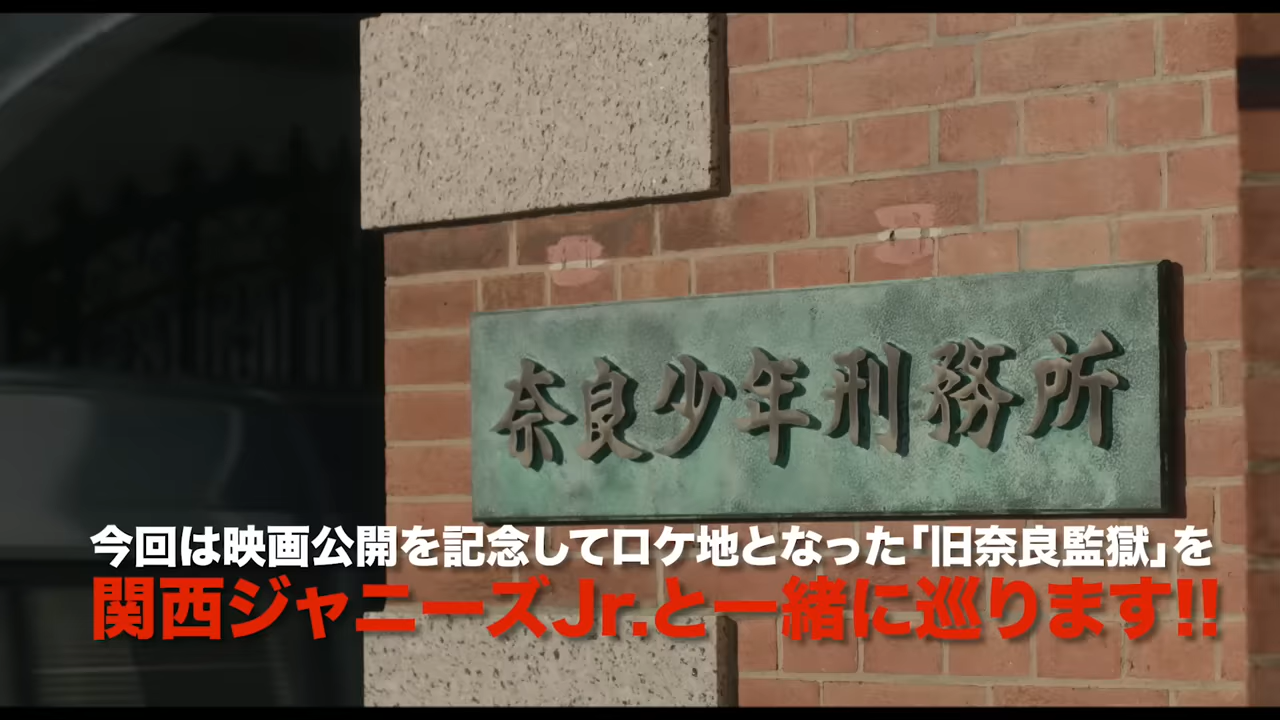 奈良少年刑務所
今回は映画公開を記念してロケ地となった「旧奈良監獄」を
関西ジャニーズJr.と一緒に巡ります!!